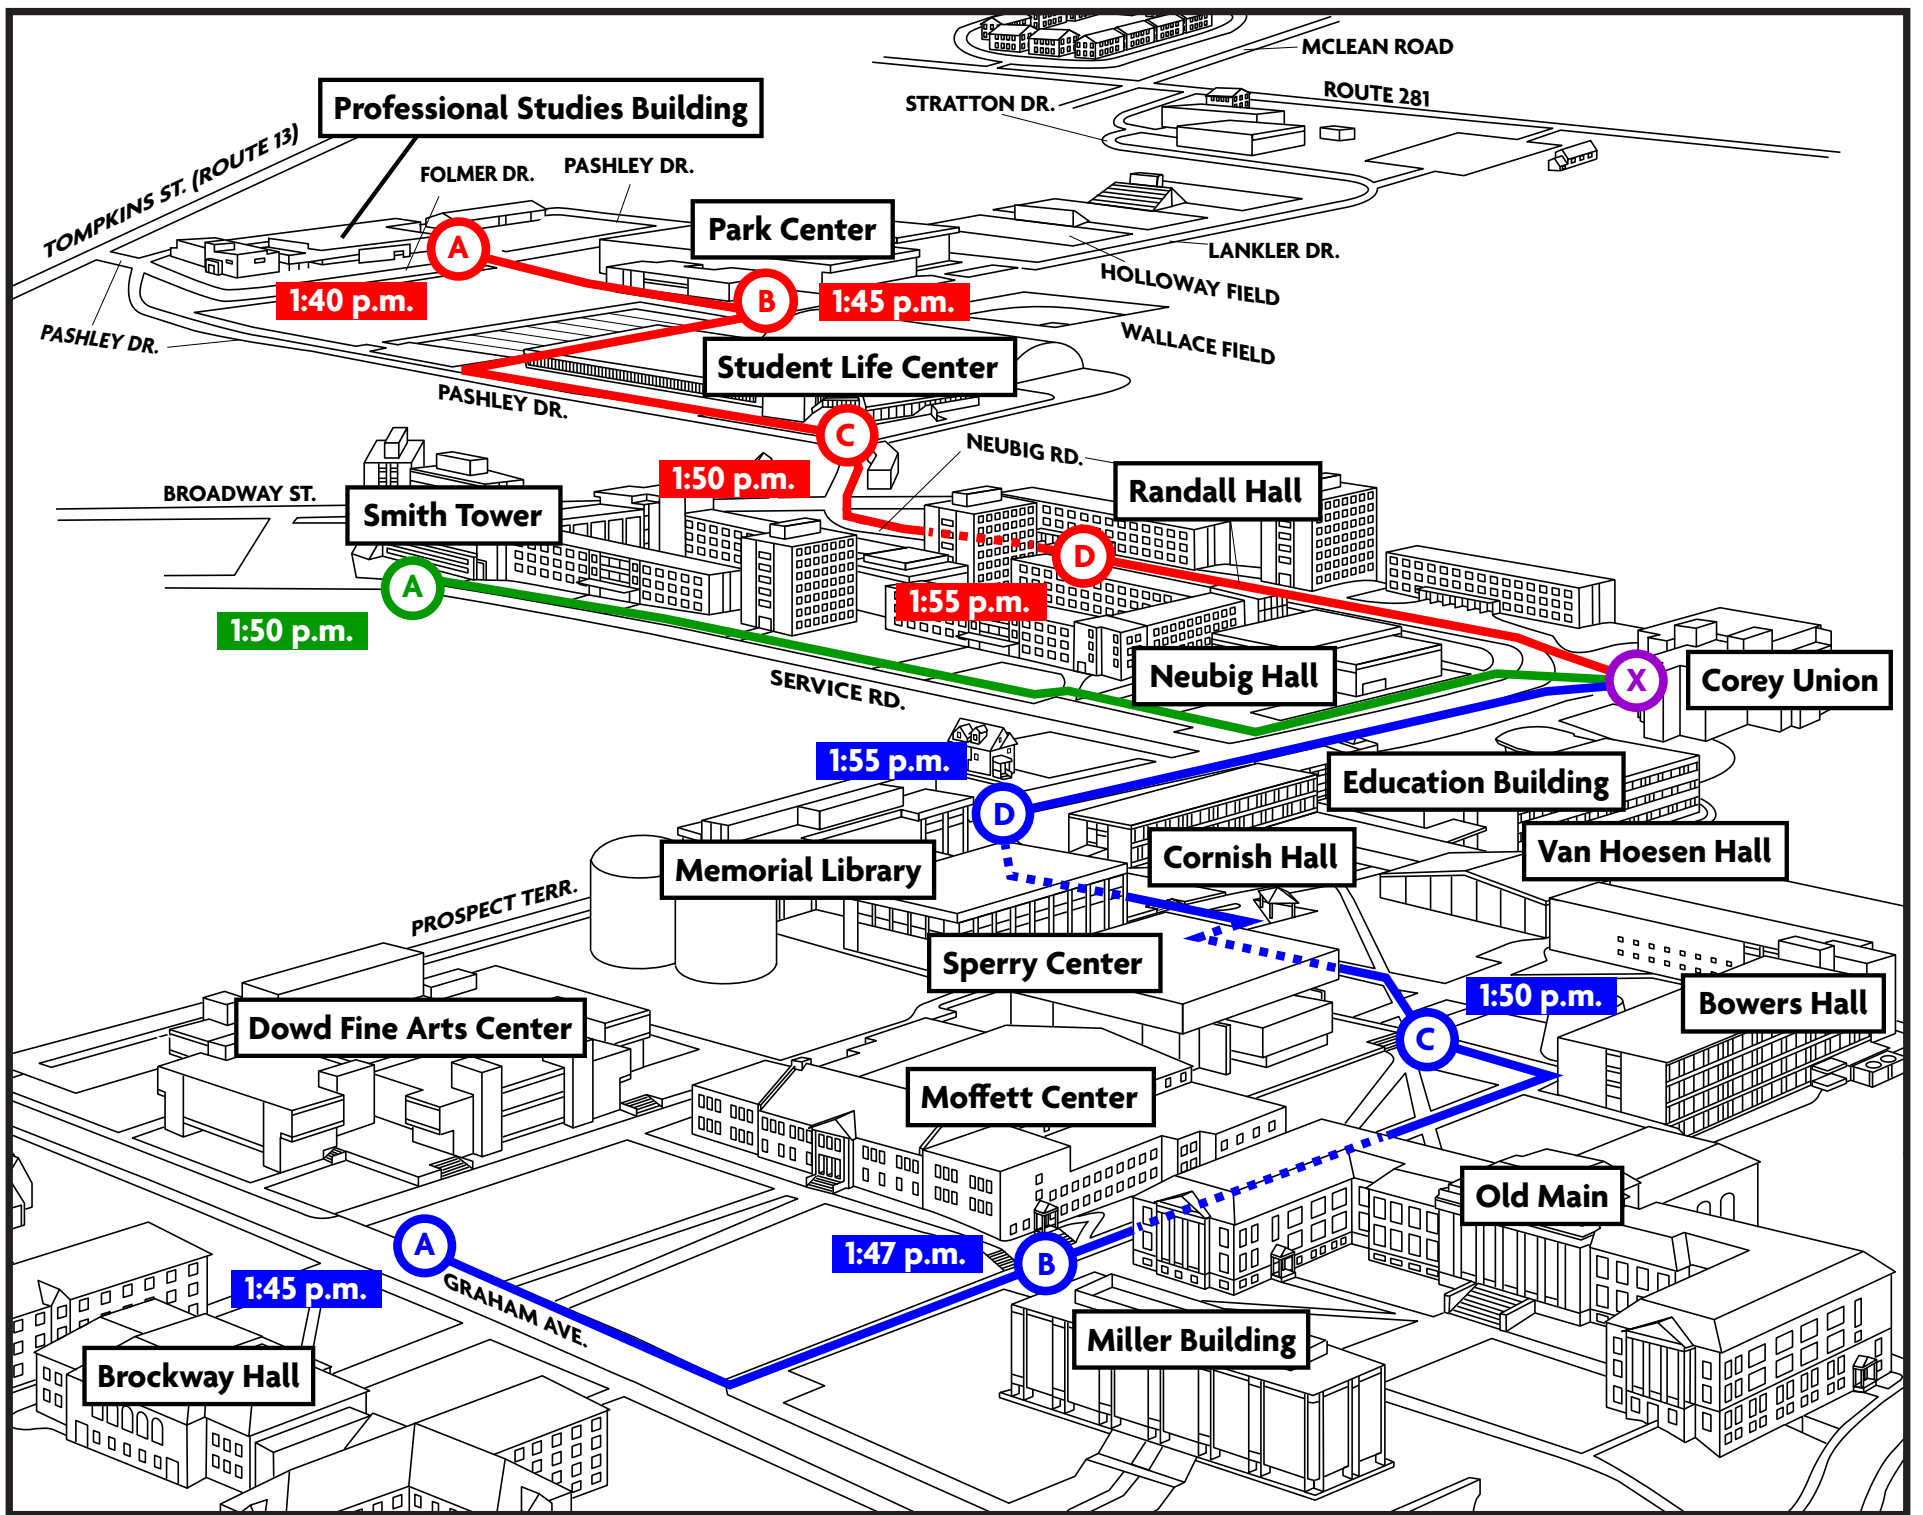 MCLEAN ROAD
ROUTE 281
STRATTON DR.
Professional Studies Building
TOMPKINS ST. (ROUTE 13)
FOLMER DR.
PASHLEY DR.
Park Center
A
LANKLER DR.
HOLLOWAY FIELD
1:40 p.m.
B
1:45 p.m.
PASHLEY DR.
WALLACE FIELD
Student Life Center
PASHLEY DR.
C
NEUBIG RD.
1:50 p.m.
Randall Hall
BROADWAY ST.
Smith Tower
D
A
1:55 p.m.
1:50 p.m.
Neubig Hall
SERVICE RD.
X
Corey Union
1:55 p.m.
Education Building
D
Memorial Library
Cornish Hall
Van Hoesen Hall
PROSPECT TERR.
Sperry Center
1:50 p.m.
Bowers Hall
Dowd Fine Arts Center
C
Moffett Center
Old Main
A
1:47 p.m.
B
1:45 p.m.
GRAHAM AVE.
Miller Building
Brockway Hall